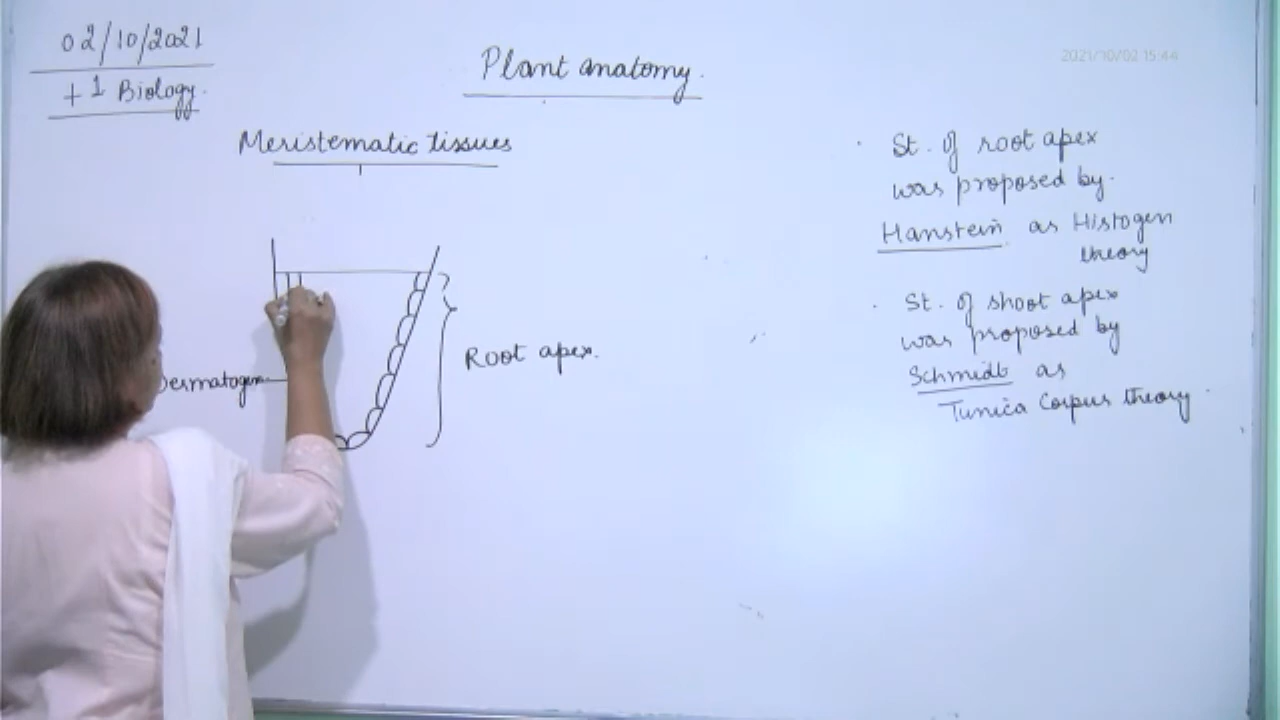 02/10/2021
+1 Biology.
Plant anatomy.
2021/10/02 15:44
Meristematic tissues
Root apex.
Dermatogen
St. of root apex
was proposed by.
Hanstein as Histogen
theory
St. of shoot apex
was proposed by
Schmidt as
Tunica Corpus theory.